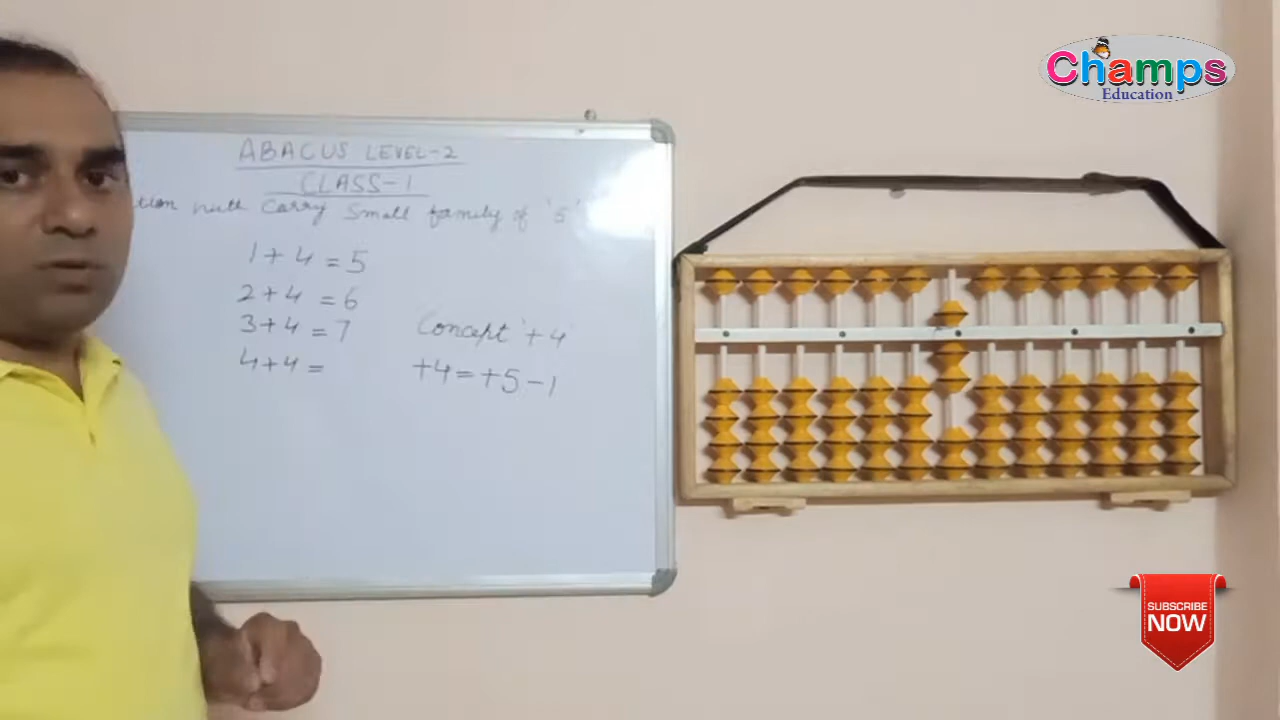 Champs
Education
ABACUS LEVEL-2
CLASS-1
Carry Small family of '5'
1+4=5
2+4=6
3+4=7
4+4=
Concept '+4'
+4=+5-1
SUBSCRIBE
NOW